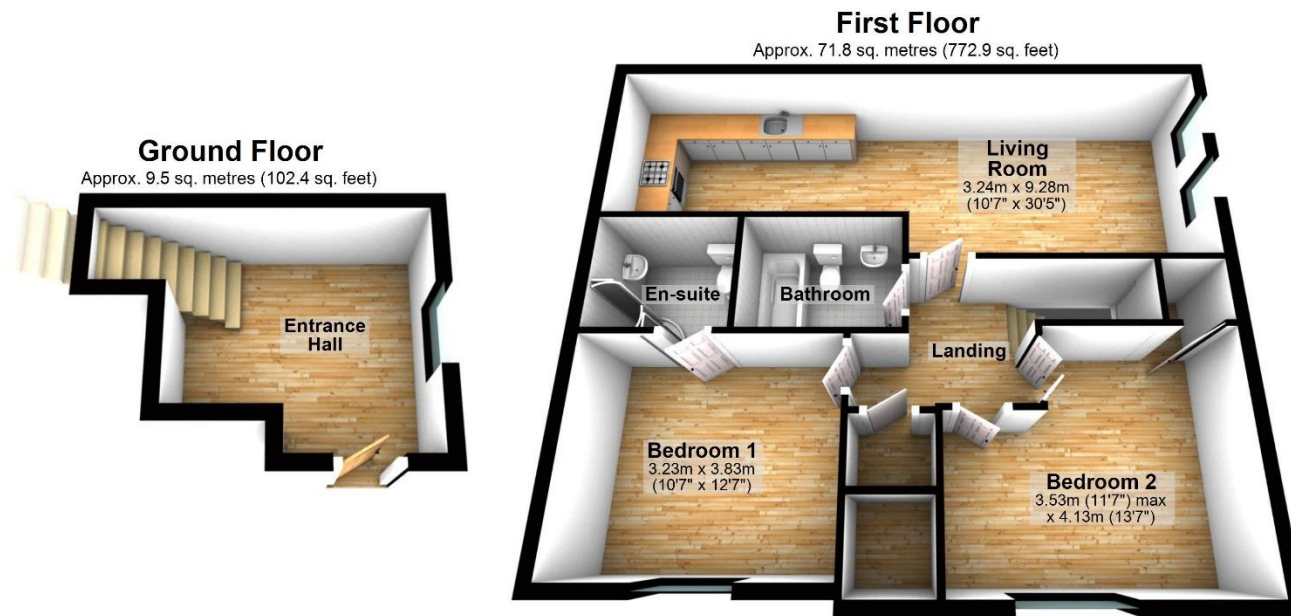 First Floor
Approx. 71.8 sq. metres (772.9 sq. feet)
Ground Floor
Approx. 9.5 sq. metres (102.4 sq. feet)
Living
Room
3.24m x 9.28m
(10'7" x 30'5")
En-suite
Bathroom
Entrance
Hall
Landing
Bedroom 1
3.23m x 3.83m
(10'7" x 12'7")
Bedroom 2
3.53m (11'7") max
x 4.13m (13'7")